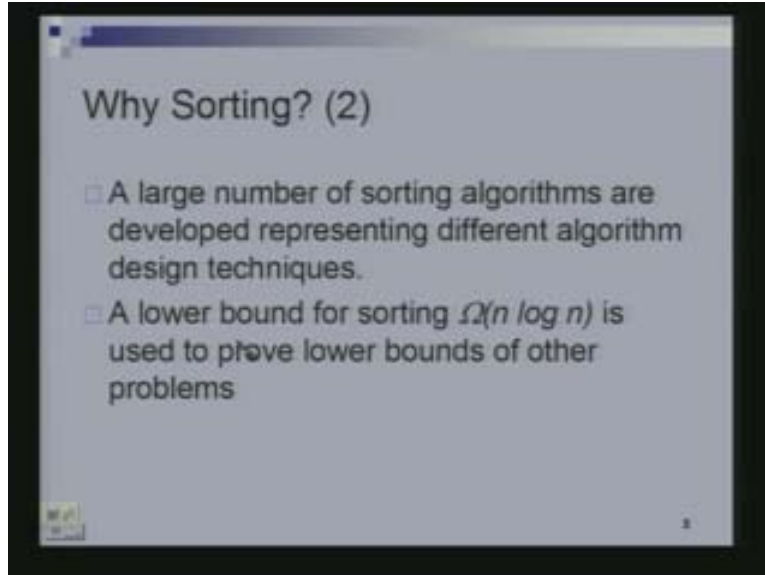 Why Sorting? (2)
A large number of sorting algorithms are
developed representing different algorithm
design techniques.
A lower bound for sorting Ω(n log n) is
used to prove lower bounds of other
problems